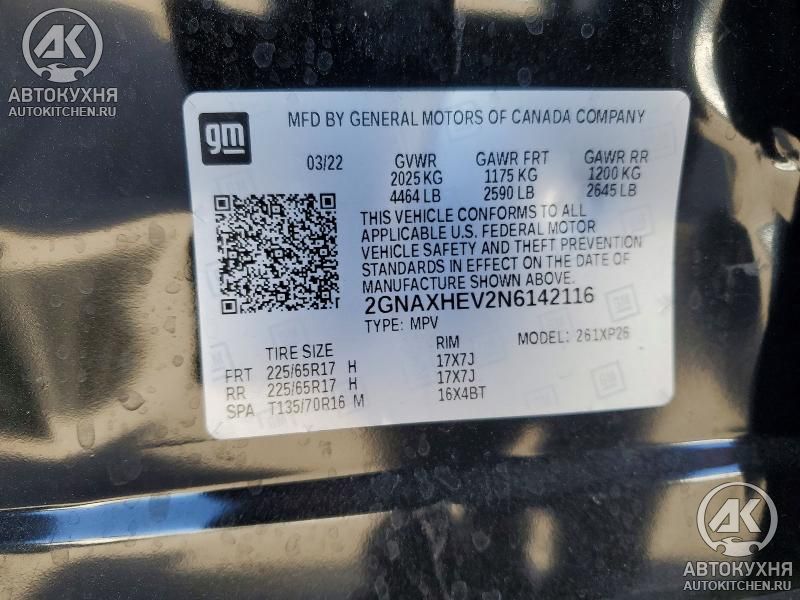 АК
АВТОКУХНЯ
AUTOKITCHEN.RU
gm
MFD BY GENERAL MOTORS OF CANADA COMPANY
03/22 GVWR GAWR FRT GAWR RR
2025 KG 1175 KG 1200 KG
4464 LB 2590 LB 2645 LB
THIS VEHICLE CONFORMS TO ALL
APPLICABLE U.S. FEDERAL MOTOR
VEHICLE SAFETY AND THEFT PREVENTION
STANDARDS IN EFFECT ON THE DATE OF
MANUFACTURE SHOWN ABOVE.
2GNAXHEV2N6142116
TYPE: MPV MODEL: 261XP26
TIRE SIZE RIM
FRT 225/65R17 H 17X7J
RR 225/65R17 H 17X7J
SPA T135/70R16 M 16X4BT
АК
АВТОКУХНЯ
AUTOKITCHEN.RU